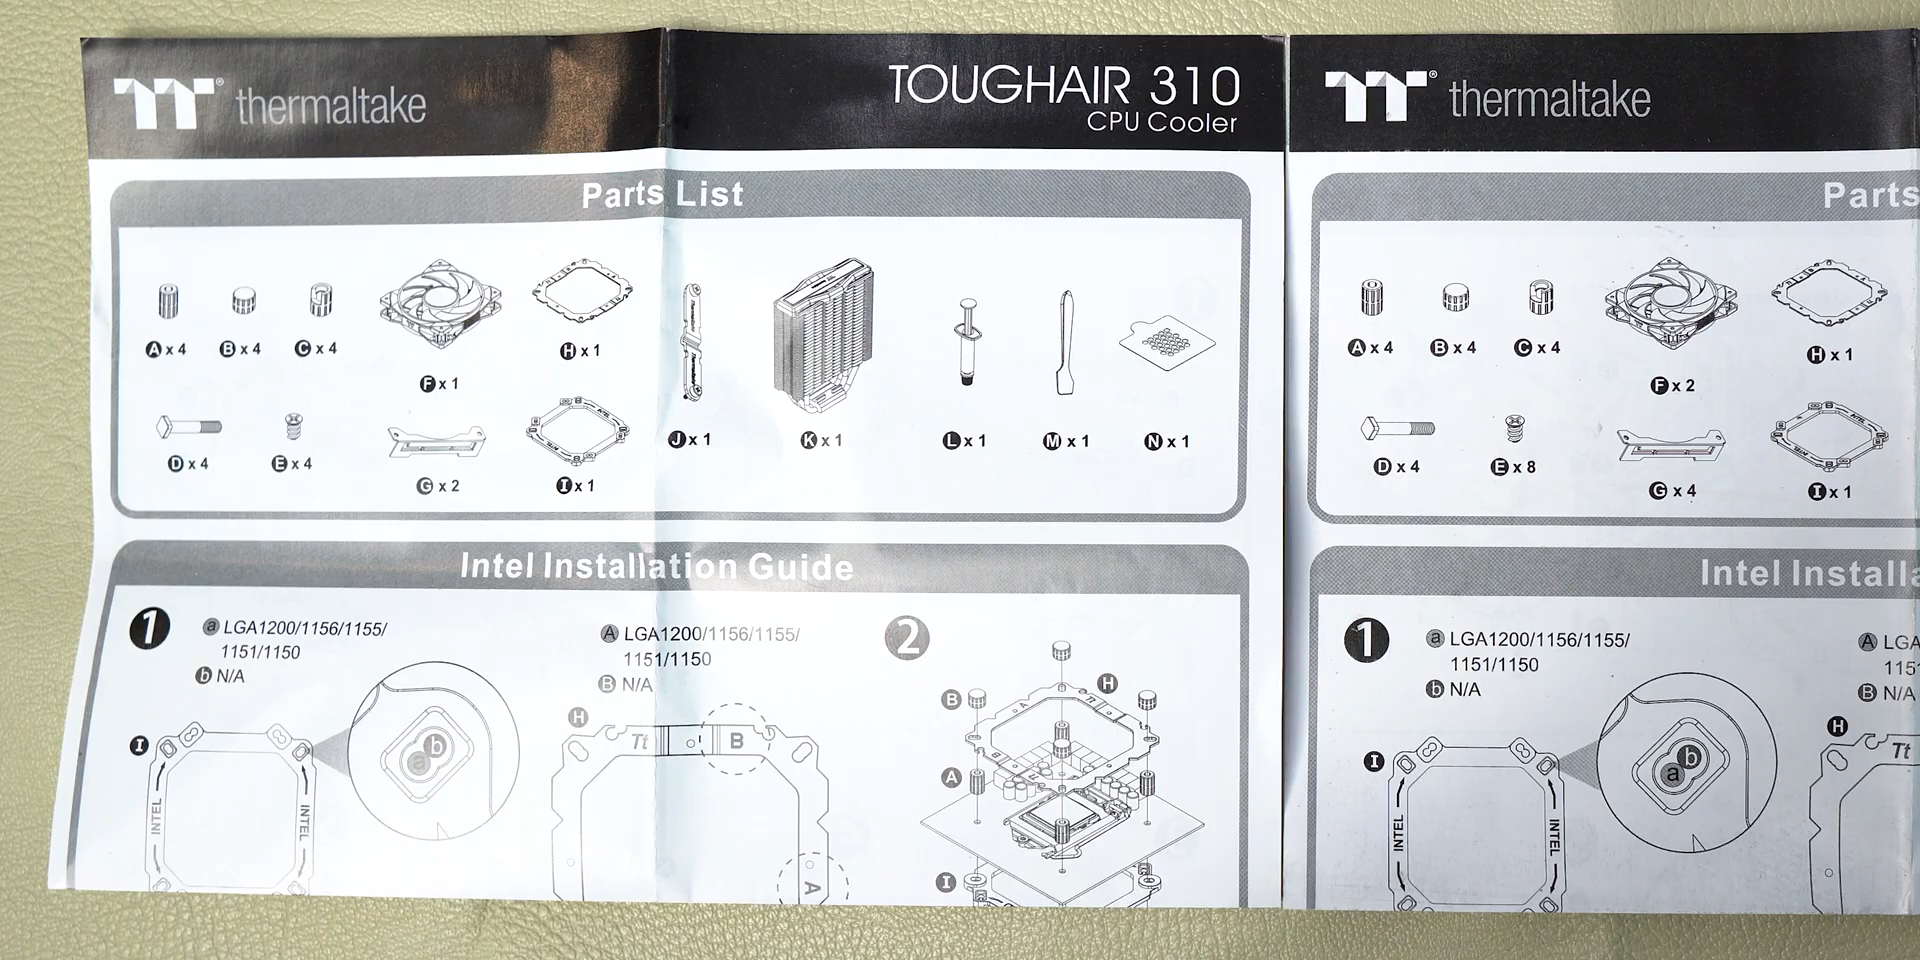 thermaltake
TOUGHAIR 310
CPU Cooler
Parts List
A x 4
B x 4
C x 4
F x 1
H x 1
D x 4
E x 4
G x 2
I x 1
J x 1
K x 1
L x 1
M x 1
N x 1
Intel Installation Guide
1
a LGA1200/1156/1155/
1151/1150
b N/A
I
INTEL
INTEL
a
b
A LGA1200/1156/1155/
1151/1150
B N/A
H
Tt
B
A
2
B
H
A
I
thermaltake
Parts
A x 4
B x 4
C x 4
F x 2
H x 1
D x 4
E x 8
G x 4
I x 1
Intel Installa
1
a LGA1200/1156/1155/
1151/1150
b N/A
I
INTEL
INTEL
b
a
A LGA
115
B N/A
H
Tt